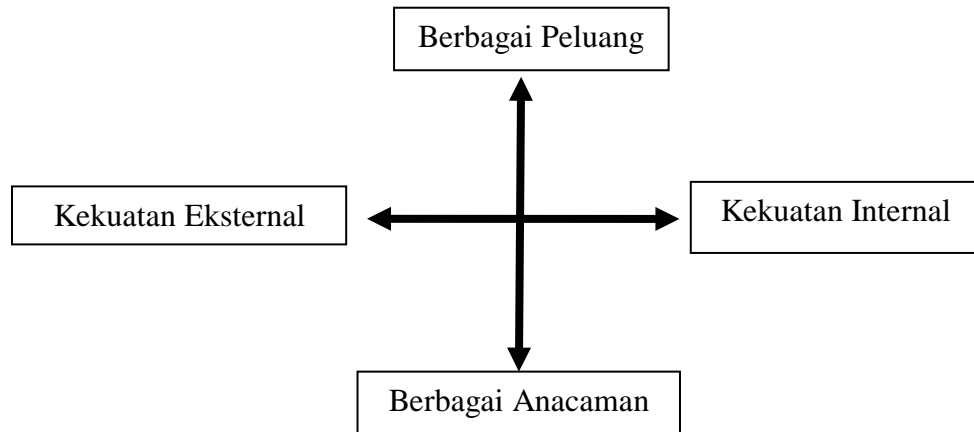 Berbagai Peluang
Kekuatan Eksternal
Kekuatan Internal
Berbagai Anacaman